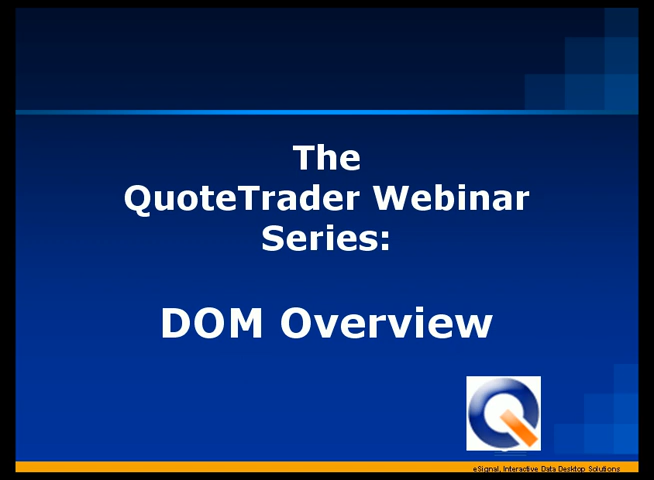 The
QuoteTrader Webinar
Series:
DOM Overview
eSignal, Interactive Data Desktop Solutions